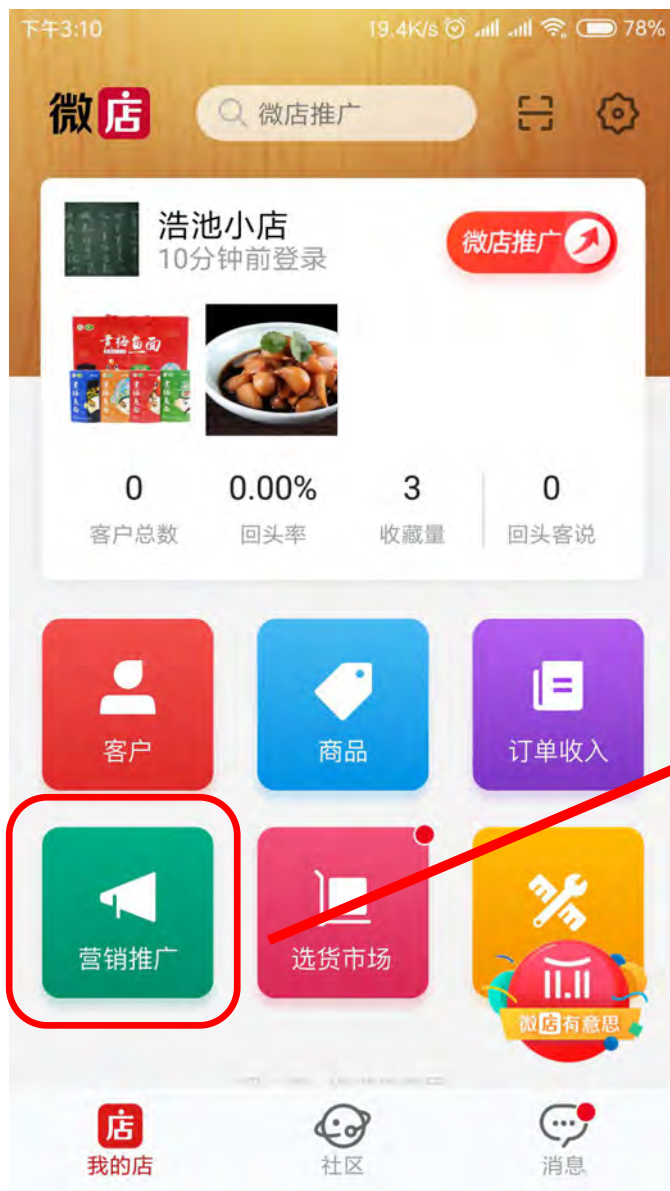 下午3:10 19.4K/s 78%
微店 微店推广
浩池小店
10分钟前登录
微店推广
0 0.00% 3 0
客户总数 回头率 收藏量 回头客说
客户 商品 订单收入
营销推广 选货市场
11.11
微店有意思
店
我的店 社区 消息